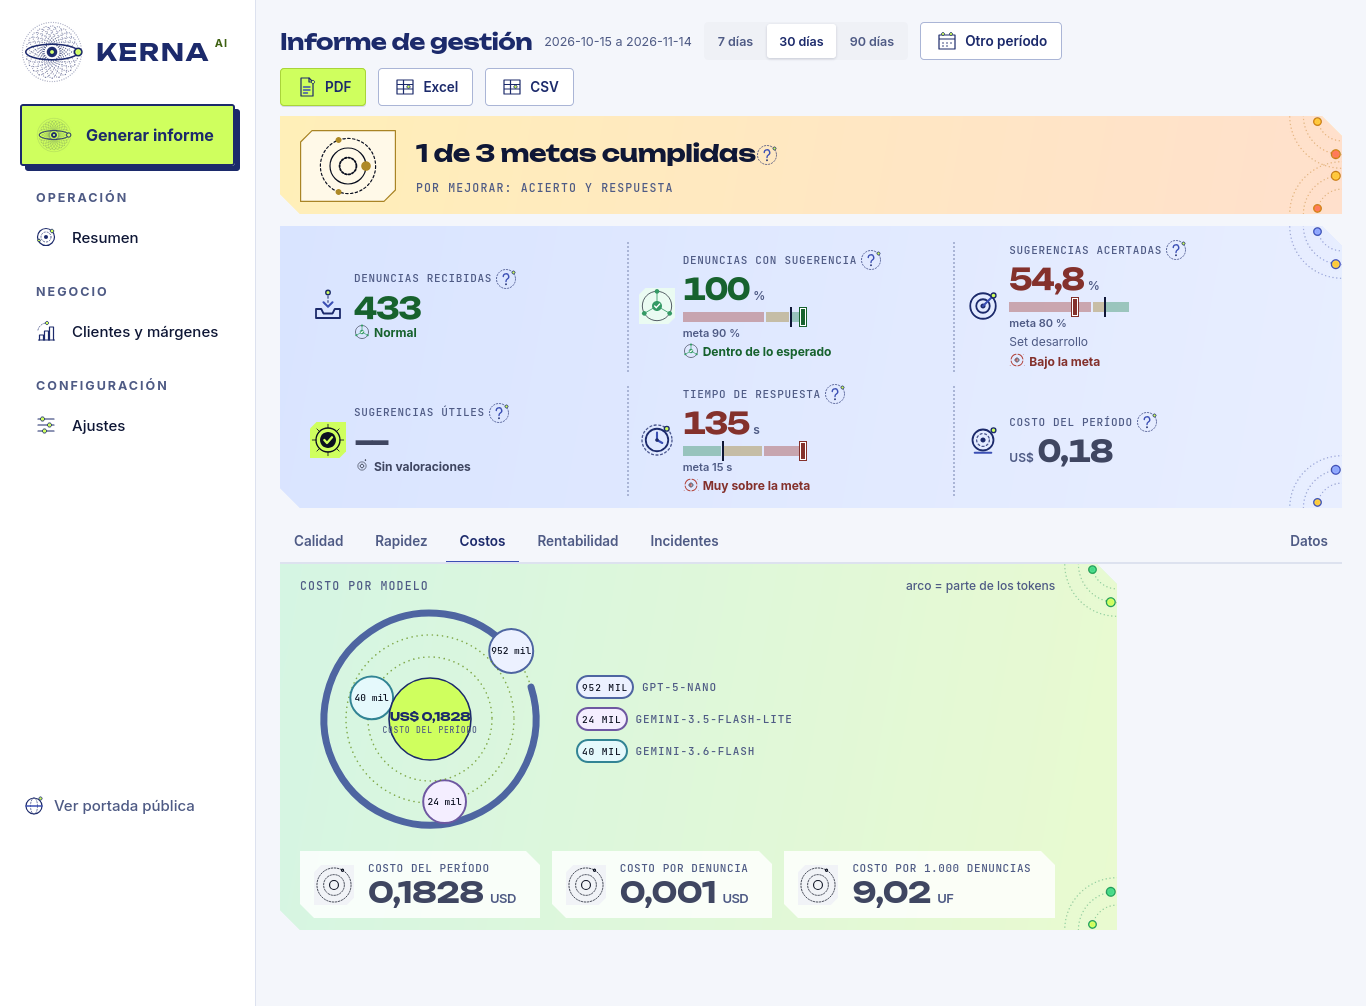 KERNA AI
Generar informe
OPERACIÓN
Resumen
NEGOCIO
Clientes y márgenes
CONFIGURACIÓN
Ajustes
Ver portada pública
Informe de gestión
2026-10-15 a 2026-11-14
7 días
30 días
90 días
Otro período
PDF
Excel
CSV
1 de 3 metas cumplidas
?
POR MEJORAR: ACIERTO Y RESPUESTA
DENUNCIAS RECIBIDAS ?
433
Normal
DENUNCIAS CON SUGERENCIA ?
100 %
meta 90 %
Dentro de lo esperado
SUGERENCIAS ACERTADAS ?
54,8 %
meta 80 %
Set desarrollo
Bajo la meta
SUGERENCIAS ÚTILES ?
—
Sin valoraciones
TIEMPO DE RESPUESTA ?
135 s
meta 15 s
Muy sobre la meta
COSTO DEL PERÍODO ?
US$ 0,18
Calidad
Rapidez
Costos
Rentabilidad
Incidentes
Datos
COSTO POR MODELO
arco = parte de los tokens
952 mil
40 mil
US$ 0,1828
COSTO DEL PERÍODO
24 mil
952 MIL GPT-5-NANO
24 MIL GEMINI-3.5-FLASH-LITE
40 MIL GEMINI-3.6-FLASH
COSTO DEL PERÍODO
0,1828 USD
COSTO POR DENUNCIA
0,001 USD
COSTO POR 1.000 DENUNCIAS
9,02 UF